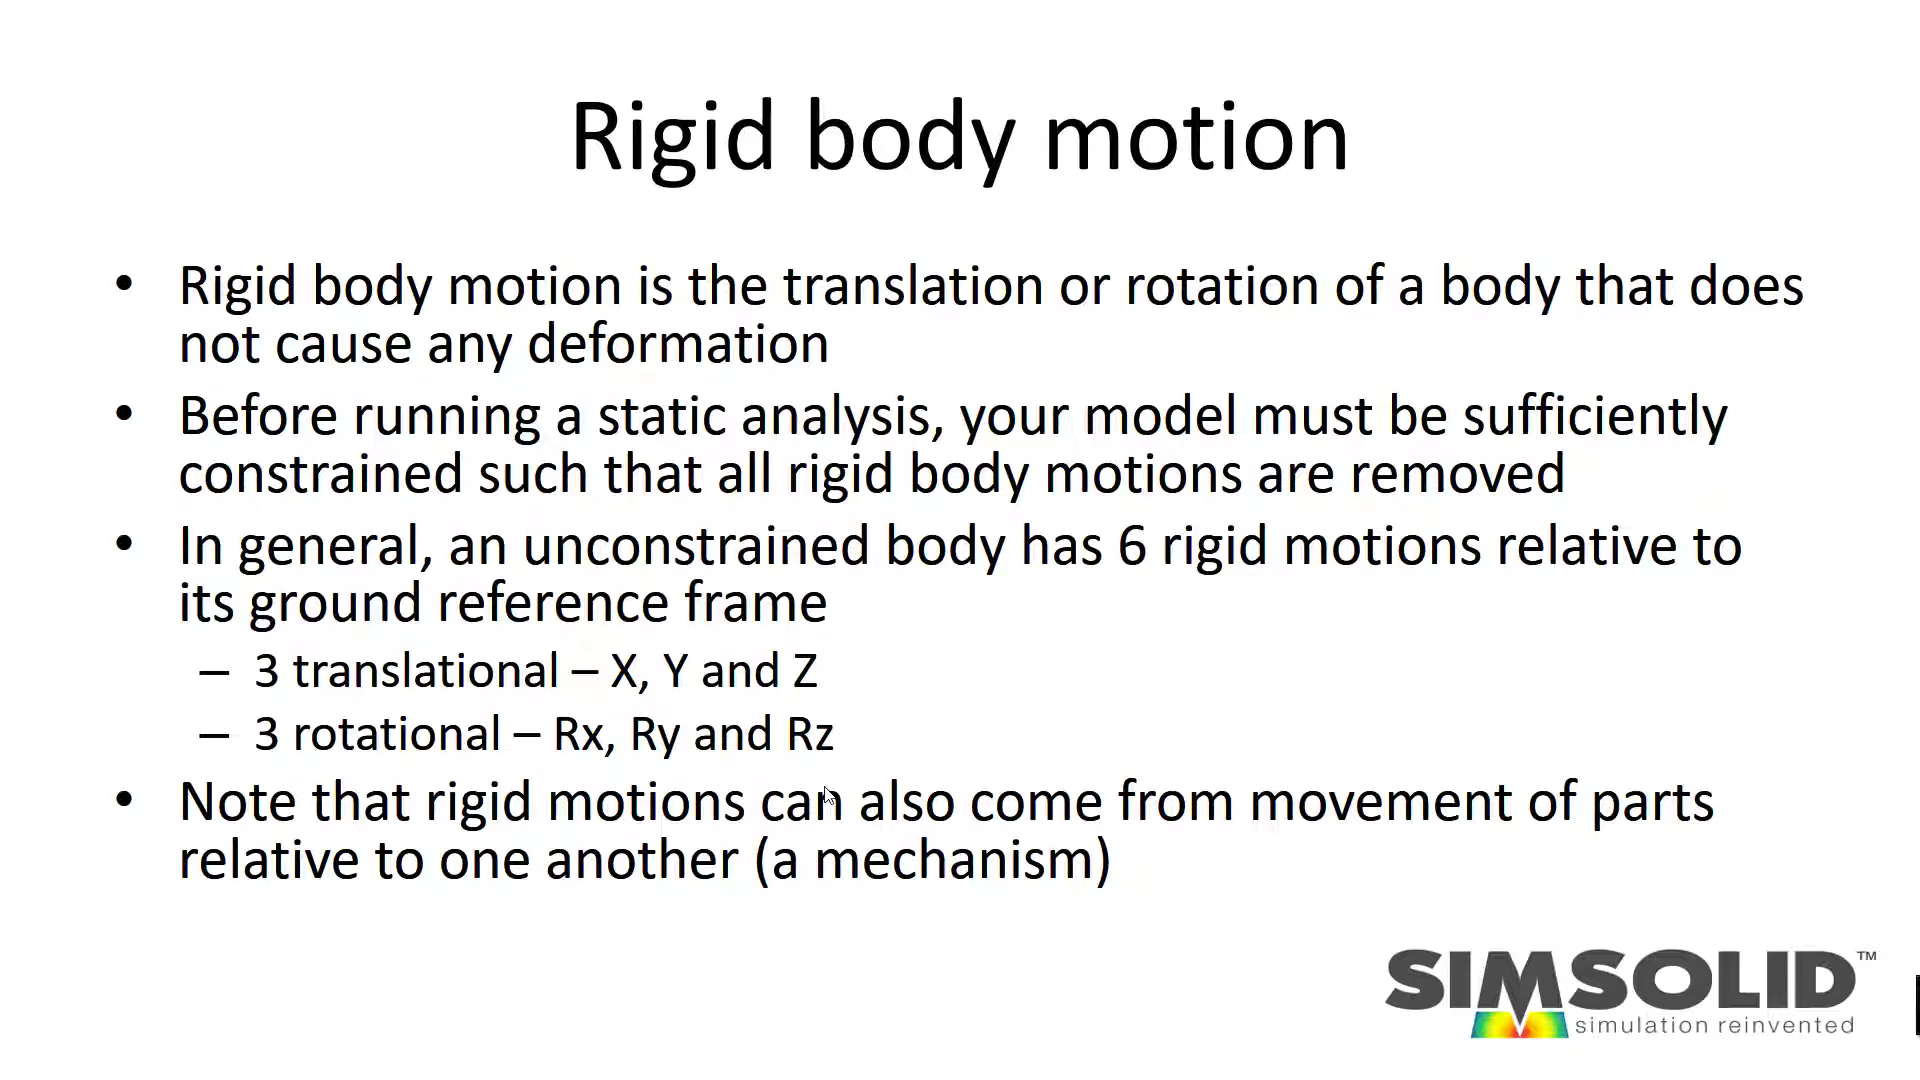 Rigid body motion
• Rigid body motion is the translation or rotation of a body that does
not cause any deformation
• Before running a static analysis, your model must be sufficiently
constrained such that all rigid body motions are removed
• In general, an unconstrained body has 6 rigid motions relative to
its ground reference frame
– 3 translational – X, Y and Z
– 3 rotational – Rx, Ry and Rz
• Note that rigid motions can also come from movement of parts
relative to one another (a mechanism)
SIMSOLID™
simulation reinvented